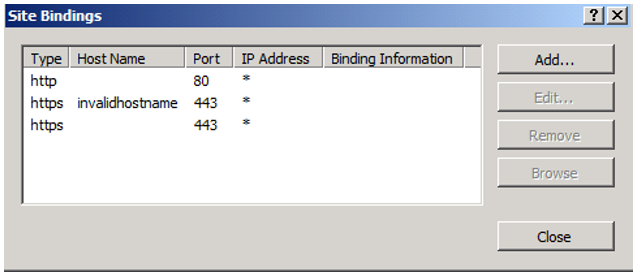 Site Bindings
Type Host Name Port IP Address Binding Information
http 80 *
https invalidhostname 443 *
https 443 *
Add...
Edit...
Remove
Browse
Close